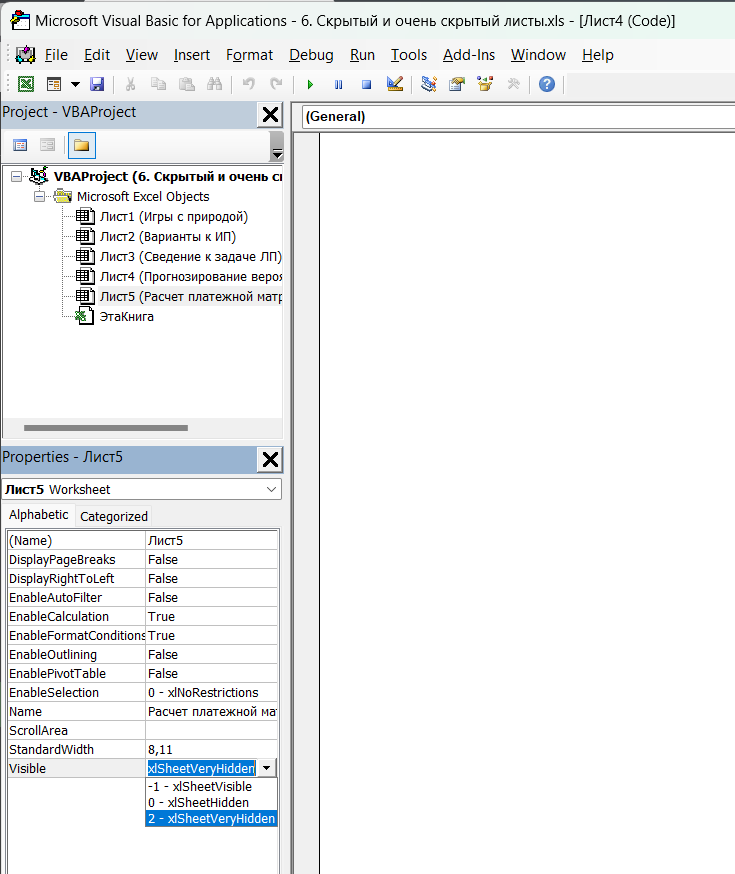 Microsoft Visual Basic for Applications - 6. Скрытый и очень скрытый листы.xls - [Лист4 (Code)]
File Edit View Insert Format Debug Run Tools Add-Ins Window Help
Project - VBAProject
(General)
VBAProject (6. Скрытый и очень с
Microsoft Excel Objects
Лист1 (Игры с природой)
Лист2 (Варианты к ИП)
Лист3 (Сведение к задаче ЛП)
Лист4 (Прогнозирование вероя
Лист5 (Расчет платежной матр
ЭтаКнига
Properties - Лист5
Лист5 Worksheet
Alphabetic Categorized
(Name) Лист5
DisplayPageBreaks False
DisplayRightToLeft False
EnableAutoFilter False
EnableCalculation True
EnableFormatConditions True
EnableOutlining False
EnablePivotTable False
EnableSelection 0 - xlNoRestrictions
Name Расчет платежной мат
ScrollArea
StandardWidth 8,11
Visible xlSheetVeryHidden
-1 - xlSheetVisible
0 - xlSheetHidden
2 - xlSheetVeryHidden